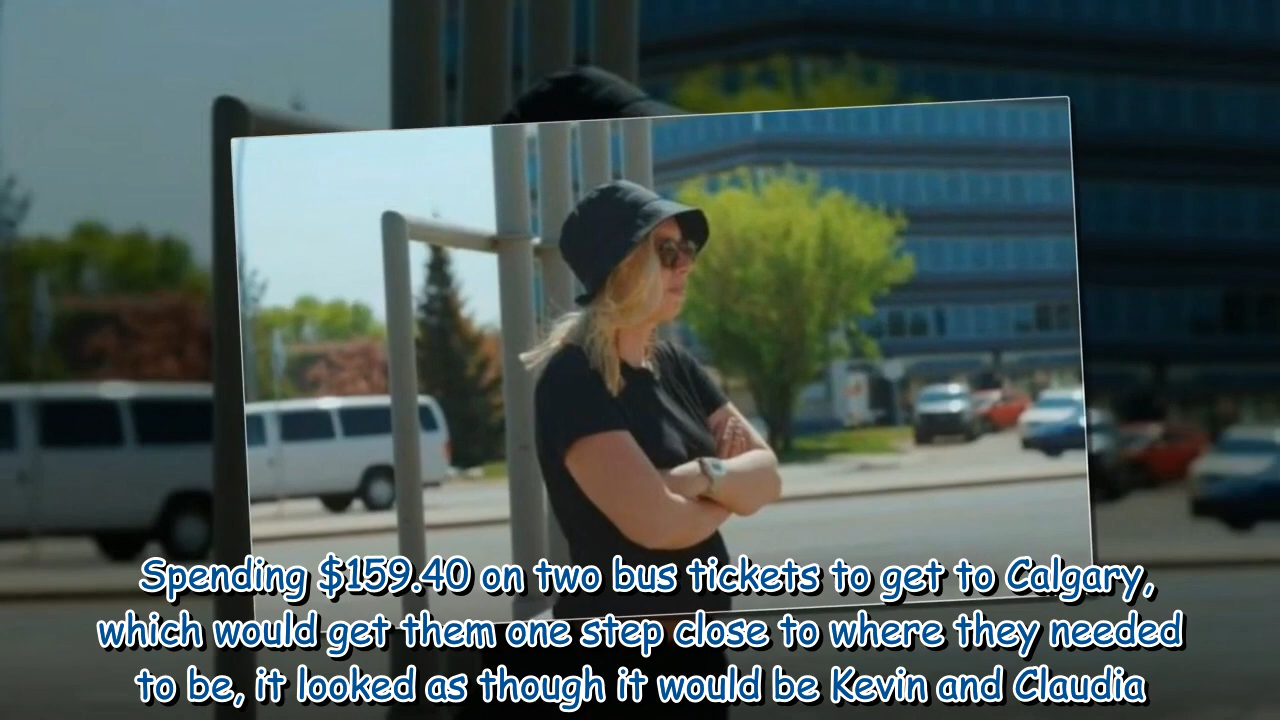 Spending $159.40 on two bus tickets to get to Calgary,
which would get them one step close to where they needed
to be, it looked as though it would be Kevin and Claudia